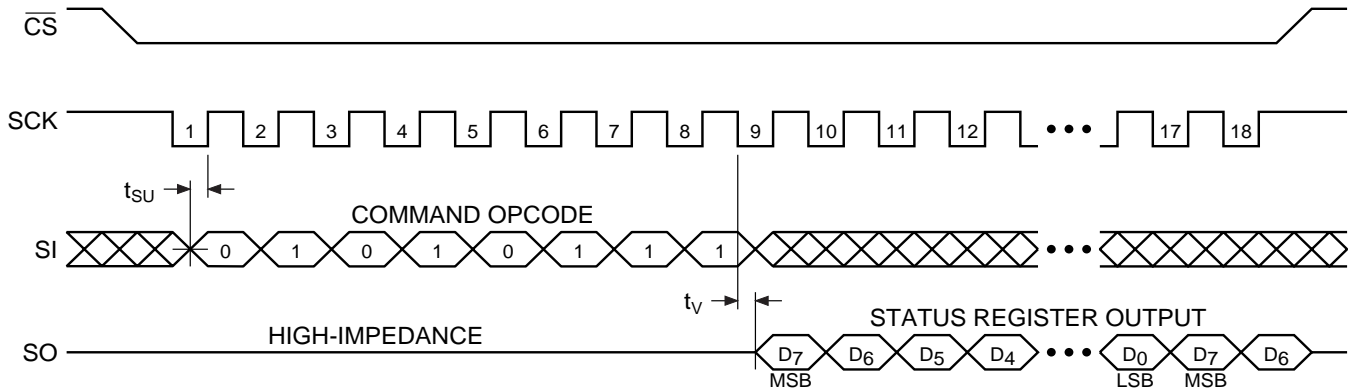 CS
SCK 1 2 3 4 5 6 7 8 9 10 11 12 ••• 17 18
tSU
COMMAND OPCODE
SI 0 1 0 1 0 1 1 1 •••
tV
HIGH-IMPEDANCE
STATUS REGISTER OUTPUT
SO D7 D6 D5 D4 ••• D0 D7 D6
MSB LSB MSB